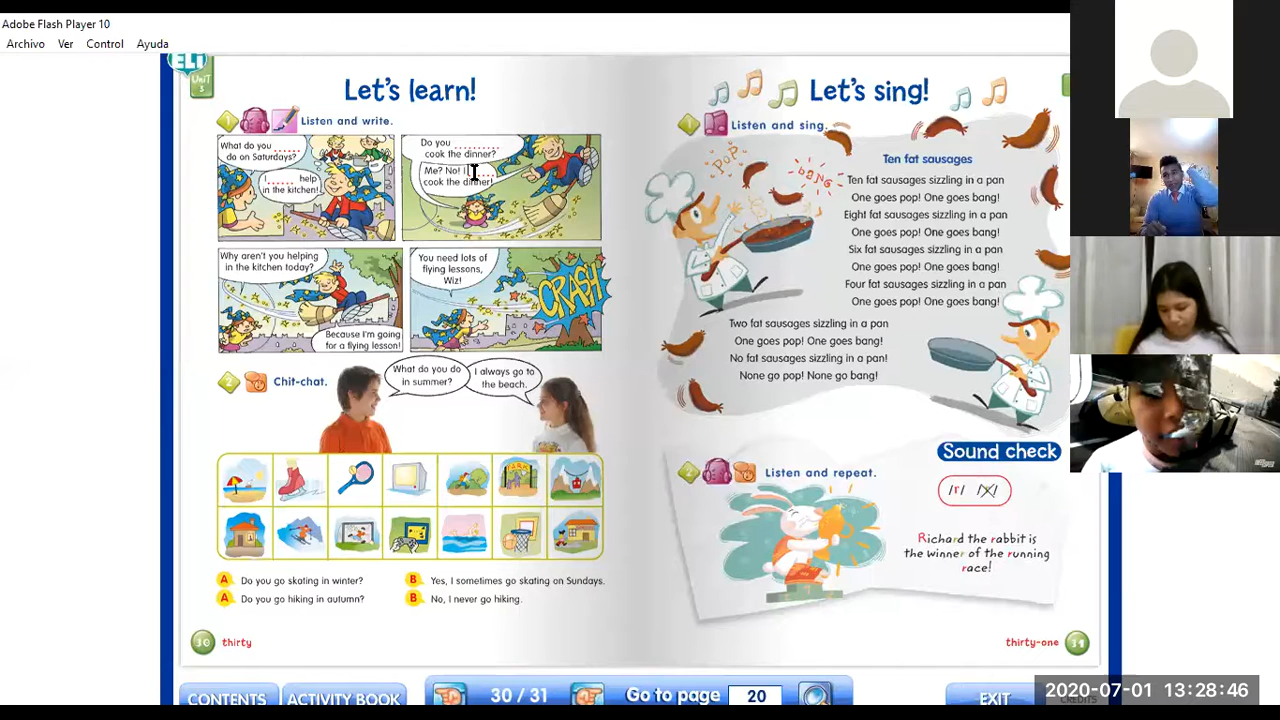 Adobe Flash Player 10
Archivo Ver Control Ayuda
ELi
UNIT
3
Let's learn!
1 Listen and write.
What do you ......
do on Saturdays?
I ...... help
in the kitchen!
Do you ..........
cook the dinner?
Me? No! I .....
cook the dinner!
Why aren't you helping
in the kitchen today?
Because I'm going
for a flying lesson!
You need lots of
flying lessons,
Wiz!
CRASH
2 Chit-chat.
What do you do
in summer?
I always go to
the beach.
A Do you go skating in winter?
B Yes, I sometimes go skating on Sundays.
A Do you go hiking in autumn?
B No, I never go hiking.
30 thirty
Let's sing!
1 Listen and sing.
POP
bANG
Ten fat sausages
Ten fat sausages sizzling in a pan
One goes pop! One goes bang!
Eight fat sausages sizzling in a pan
One goes pop! One goes bang!
Six fat sausages sizzling in a pan
One goes pop! One goes bang!
Four fat sausages sizzling in a pan
One goes pop! One goes bang!
Two fat sausages sizzling in a pan
One goes pop! One goes bang!
No fat sausages sizzling in a pan!
None go pop! None go bang!
Sound check
2 Listen and repeat.
/r/ /r/
Richard the rabbit is
the winner of the running
race!
thirty-one 31
CONTENTS
ACTIVITY BOOK
30 / 31
Go to page
20
EXIT
CREDITS
2020-07-01 13:28:46